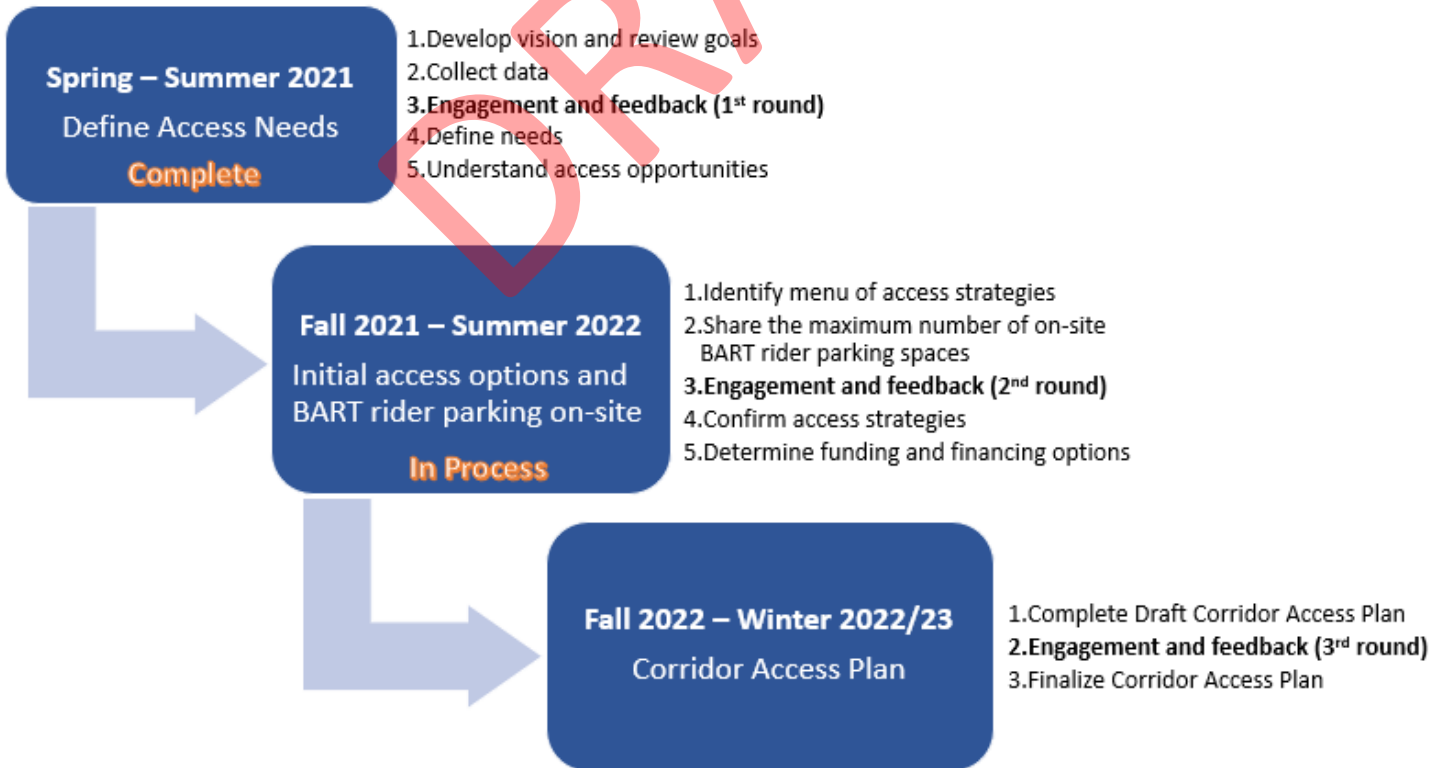 Spring – Summer 2021
Define Access Needs
Complete
1.Develop vision and review goals
2.Collect data
3.Engagement and feedback (1st round)
4.Define needs
5.Understand access opportunities
Fall 2021 – Summer 2022
Initial access options and
BART rider parking on-site
In Process
1.Identify menu of access strategies
2.Share the maximum number of on-site
BART rider parking spaces
3.Engagement and feedback (2nd round)
4.Confirm access strategies
5.Determine funding and financing options
Fall 2022 – Winter 2022/23
Corridor Access Plan
1.Complete Draft Corridor Access Plan
2.Engagement and feedback (3rd round)
3.Finalize Corridor Access Plan
DRA